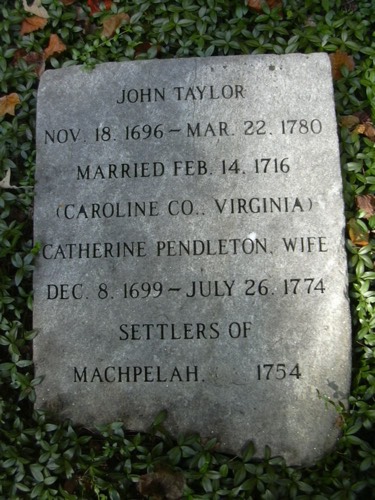 JOHN TAYLOR
NOV. 18. 1696 – MAR. 22. 1780
MARRIED FEB. 14. 1716
(CAROLINE CO., VIRGINIA)
CATHERINE PENDLETON, WIFE
DEC. 8. 1699 – JULY 26. 1774
SETTLERS OF
MACHPELAH, 1754